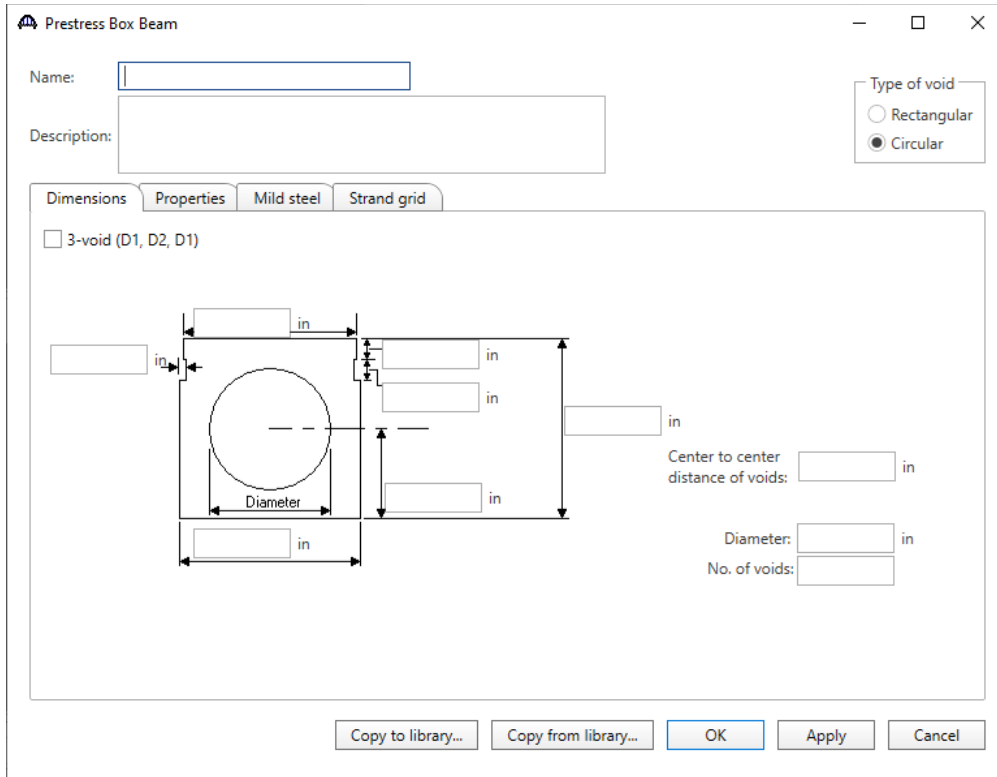 Prestress Box Beam
Name:
Type of void
Rectangular
Description:
Circular
Dimensions Properties Mild steel Strand grid
3-void (D1, D2, D1)
in
in
in
in
in
Center to center
distance of voids: in
in
Diameter
Diameter: in
in
No. of voids:
Copy to library... Copy from library... OK Apply Cancel